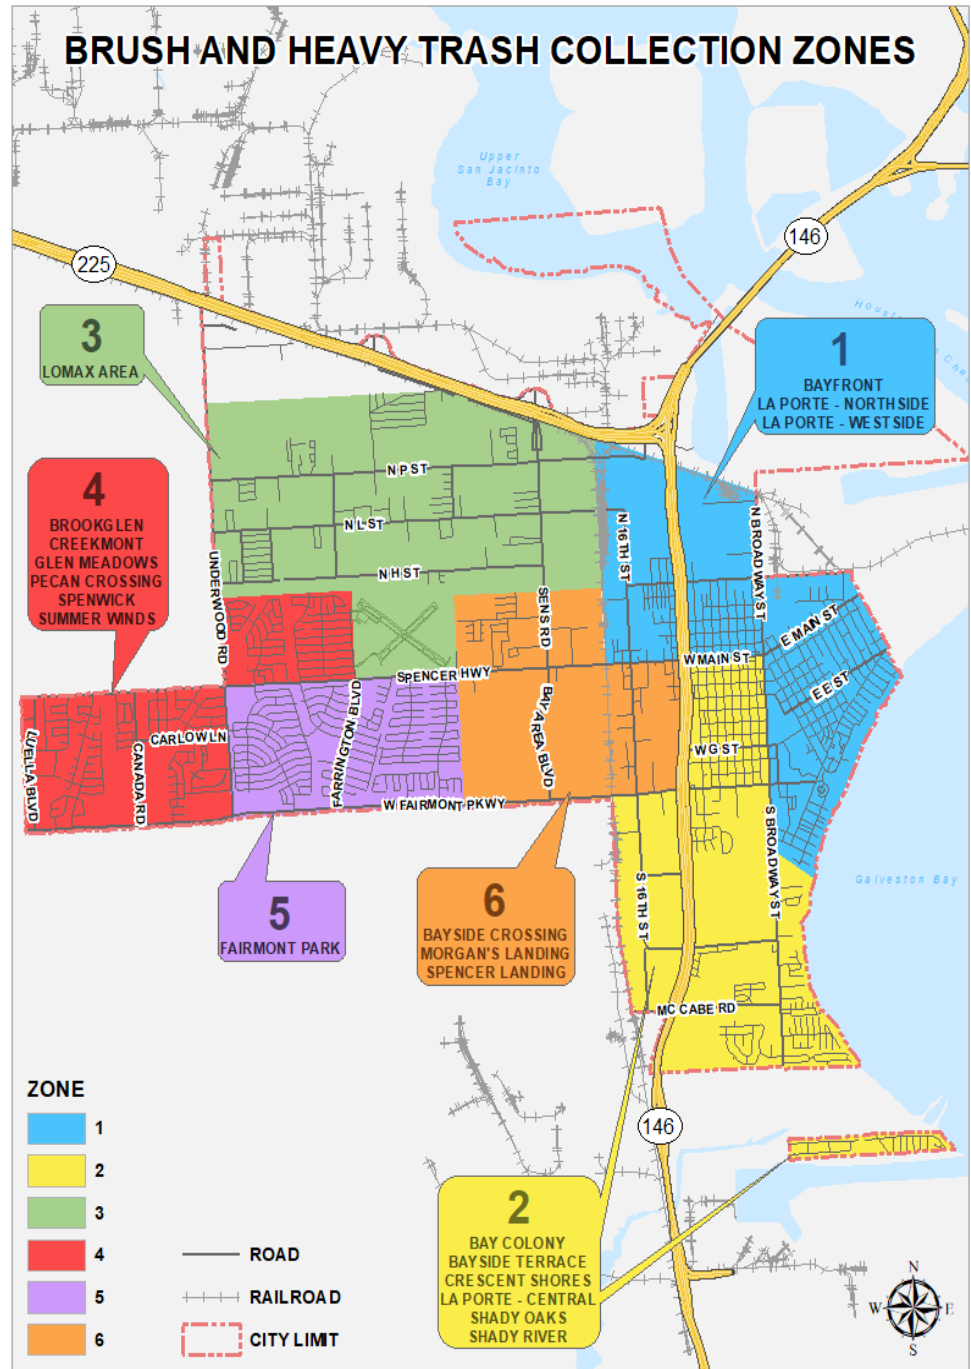 BRUSH AND HEAVY TRASH COLLECTION ZONES
Upper
San Jacinto
Bay
146
225
3
LOMAX AREA
1
BAYFRONT
LA PORTE - NORTHSIDE
LA PORTE - WESTSIDE
4
BROOKGLEN
CREEKMONT
GLEN MEADOWS
PECAN CROSSING
SPENWICK
SUMMER WINDS
N P ST
N L ST
N H ST
N 16TH ST
N BROADWAY ST
UNDERWOOD RD
SENS RD
E MAIN ST
W MAIN ST
SPENCER HWY
E E ST
FARRINGTON BLVD
BAY AREA BLVD
CARLOW LN
LUELLA BLVD
CANADA RD
W G ST
W FAIRMONT PKWY
S BROADWAY ST
S 16TH ST
Galveston Bay
5
FAIRMONT PARK
6
BAYSIDE CROSSING
MORGAN'S LANDING
SPENCER LANDING
MC CABE RD
146
2
BAY COLONY
BAYSIDE TERRACE
CRESCENT SHORES
LA PORTE - CENTRAL
SHADY OAKS
SHADY RIVER
ZONE
1
2
3
4
5
6
ROAD
RAILROAD
CITY LIMIT
N
W E
S